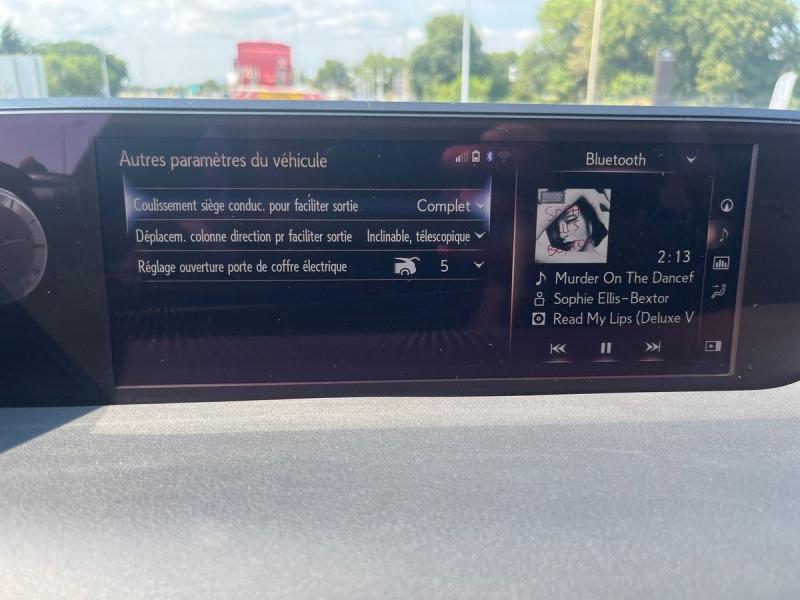 Autres paramètres du véhicule
Coulissement siège conduc. pour faciliter sortie Complet
Déplacem. colonne direction pr faciliter sortie Inclinable, télescopique
Réglage ouverture porte de coffre électrique 5
Bluetooth
2:13
Murder On The Dancef
Sophie Ellis-Bextor
Read My Lips (Deluxe V